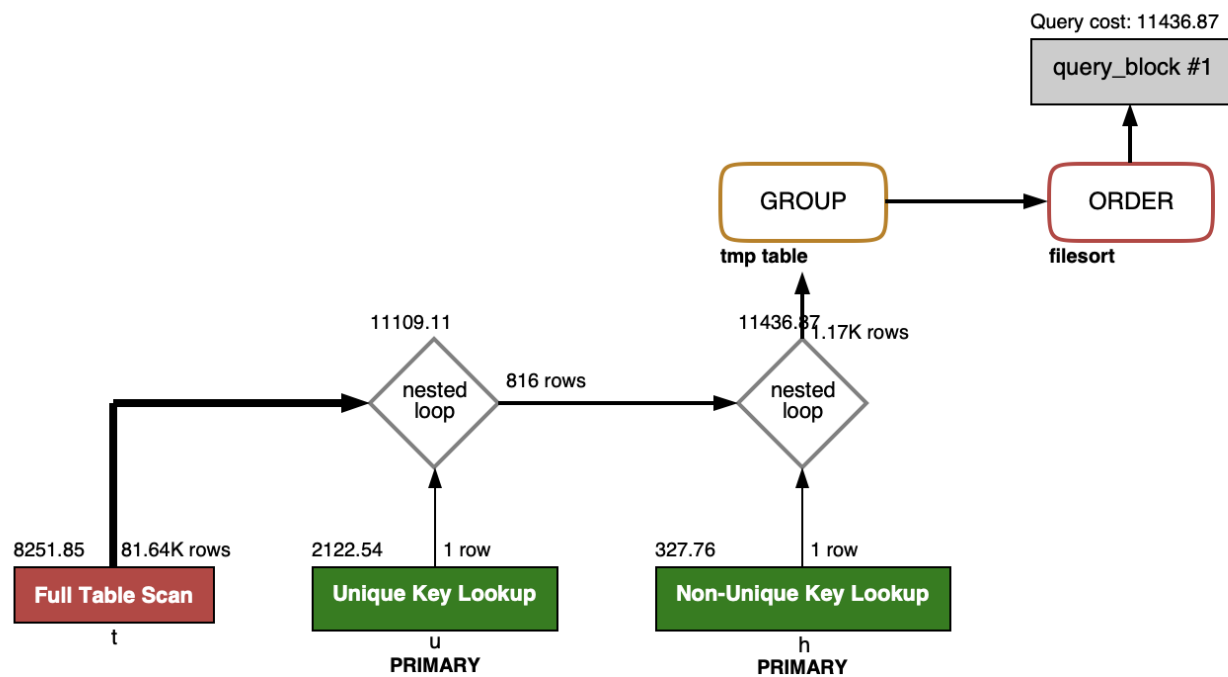 Query cost: 11436.87
query_block #1
GROUP
ORDER
tmp table
filesort
11109.11
11436.87
1.17K rows
nested
loop
816 rows
nested
loop
8251.85
81.64K rows
2122.54
1 row
327.76
1 row
Full Table Scan
Unique Key Lookup
Non-Unique Key Lookup
t
u
h
PRIMARY
PRIMARY